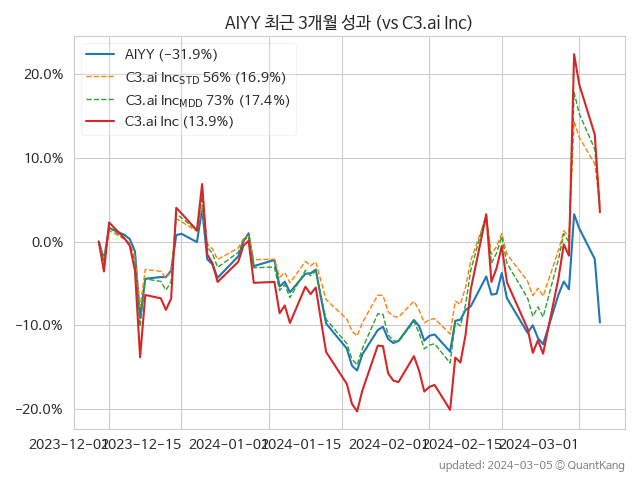 AIYY 최근 3개월 성과 (vs C3.ai Inc)
AIYY (−31.9%)
C3.ai Inc_STD 56% (16.9%)
C3.ai Inc_MDD 73% (17.4%)
C3.ai Inc (13.9%)
20.0%
10.0%
0.0%
−10.0%
−20.0%
2023-12-01 2023-12-15 2024-01-01 2024-01-15 2024-02-01 2024-02-15 2024-03-01
updated: 2024-03-05 © QuantKang